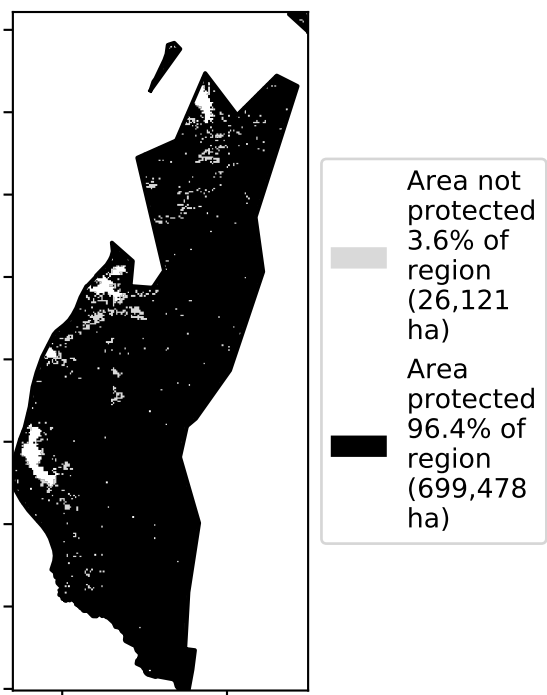 Area not
protected
3.6% of
region
(26,121
ha)
Area
protected
96.4% of
region
(699,478
ha)